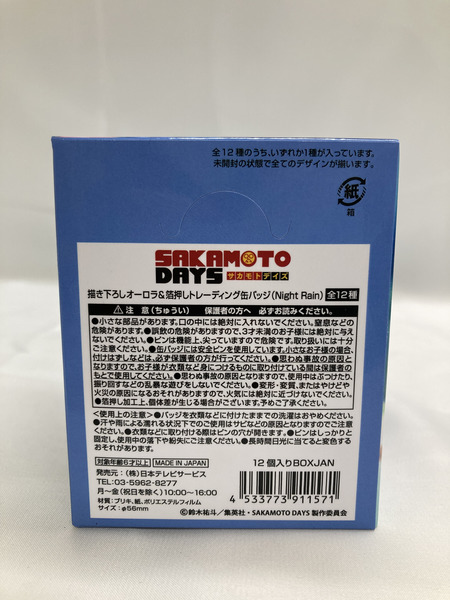 全12種のうち、いずれか1種が入っています。
未開封の状態で全てのデザインが揃います。
紙
箱
SAKAMOTO
DAYS サカモトデイズ
描き下ろしオーロラ&箔押しトレーディング缶バッジ(Night Rain) 全12種
⚠ 注 意(ちゅうい) 保護者の方へ 必ずお読みください。
●小さな部品があります。口の中には絶対に入れないでください。窒息などの
危険があります。●誤飲の危険がありますので、3才未満のお子様には絶対に与え
ないでください。●ピンは機能上、尖っていますので危険です。取り扱いには十分
ご注意ください。●缶バッジには安全ピンを使用しています。小さなお子様の場合、
付けはずしなどは、必ず保護者の方が行ってください。●思わぬ事故の原因と
なりますので、危険ですからお子様が衣類など身につけるものに取り付けている間は保護者のも
とでしてください。●思わぬ事故の原因となりますので、使用中はぶつけたり、
振り回すなどの乱暴な遊びをしないでください。●変形・変質、またはやけどや
火災の原因になるおそれがありますので、火気には絶対に近づけないでください。
●箔押し加工上、個体差が生じる場合がございます。予めご了承ください。
<使用上の注意>●バッジを衣類などに付けたままでの洗濯はおやめください。
●汗や雨による濡れる状況下でのご使用はサビなどの原因となりますのでご注意
ください。●衣類などに取り付ける際はピンの穴が開きます。●ピンはしっかりと
固定し、使用中の落下や紛失にご注意ください。●長時間日光に当てると変色する
おそれがあります。
対象年齢6才以上 MADE IN JAPAN
発売元:(株)日本テレビサービス
TEL:03-5962-8277
月~金(祝日を除く)10:00~16:00
材質:ブリキ、紙、ポリエステルフィルム
サイズ:φ56mm
12個入りBOXJAN
4 533773 911571
©鈴木祐斗/集英社・SAKAMOTO DAYS 製作委員会